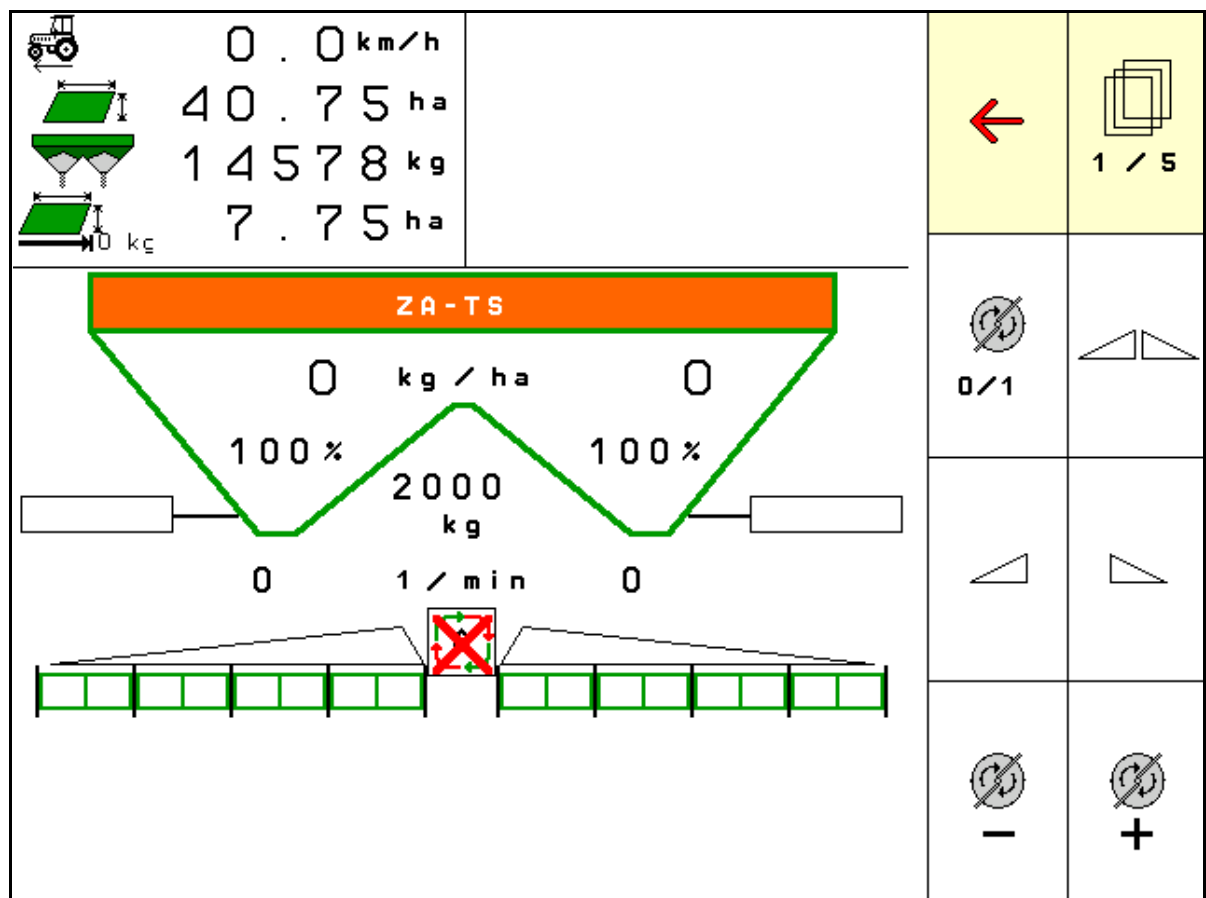 0.0 km/h
40.75 ha
14578 kg
7.75 ha
0 kg
1 / 5
ZA-TS
0 kg/ha 0
100% 100%
2000
kg
0 1/min 0
0/1
- +